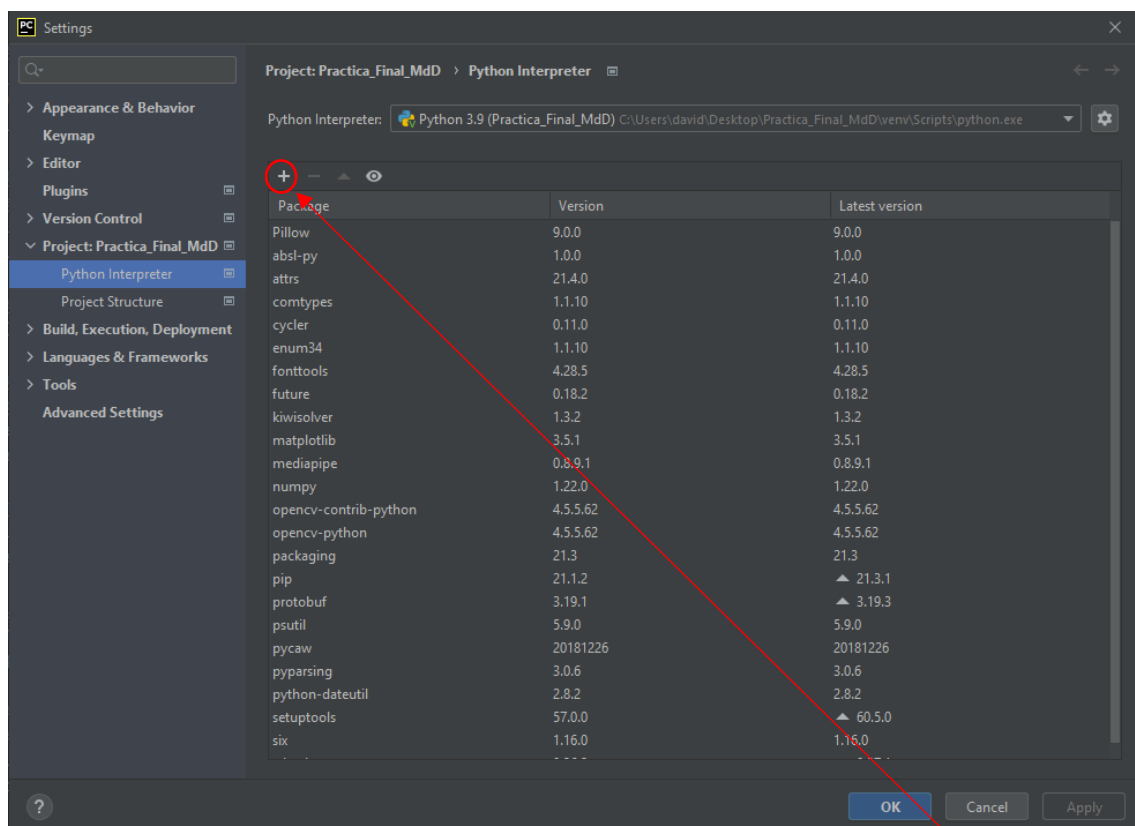 PC Settings
Project: Practica_Final_MdD > Python Interpreter
Appearance & Behavior
Keymap
Editor
Plugins
Version Control
Project: Practica_Final_MdD
Python Interpreter
Project Structure
Build, Execution, Deployment
Languages & Frameworks
Tools
Advanced Settings
Python Interpreter: Python 3.9 (Practica_Final_MdD) C:\Users\david\Desktop\Practica_Final_MdD\venv\Scripts\python.exe
Package Version Latest version
Pillow 9.0.0 9.0.0
absl-py 1.0.0 1.0.0
attrs 21.4.0 21.4.0
comtypes 1.1.10 1.1.10
cycler 0.11.0 0.11.0
enum34 1.1.10 1.1.10
fonttools 4.28.5 4.28.5
future 0.18.2 0.18.2
kiwisolver 1.3.2 1.3.2
matplotlib 3.5.1 3.5.1
mediapipe 0.8.9.1 0.8.9.1
numpy 1.22.0 1.22.0
opencv-contrib-python 4.5.5.62 4.5.5.62
opencv-python 4.5.5.62 4.5.5.62
packaging 21.3 21.3
pip 21.1.2 ▲ 21.3.1
protobuf 3.19.1 ▲ 3.19.3
psutil 5.9.0 5.9.0
pycaw 20181226 20181226
pyparsing 3.0.6 3.0.6
python-dateutil 2.8.2 2.8.2
setuptools 57.0.0 ▲ 60.5.0
six 1.16.0 1.16.0
? OK Cancel Apply